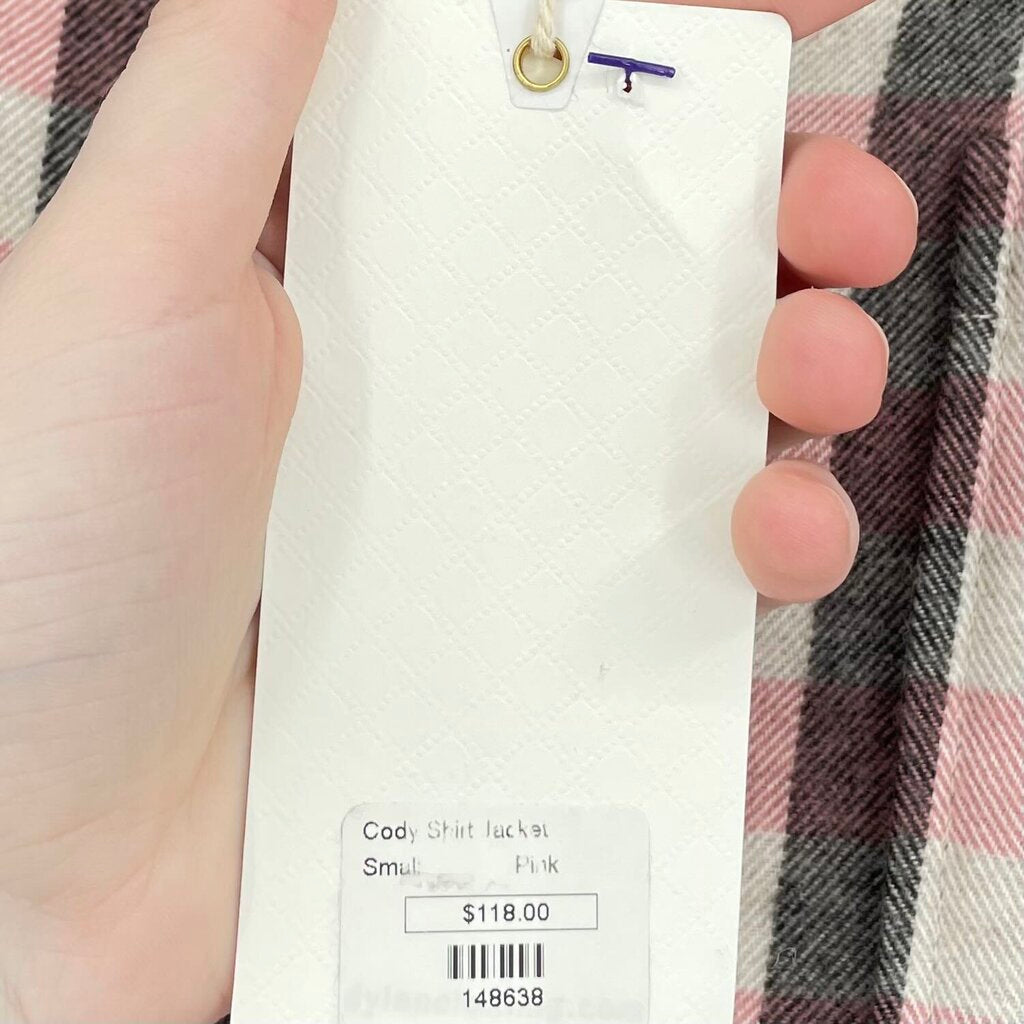 Cody Shirt Jacket
Small Pink
$118.00
148638